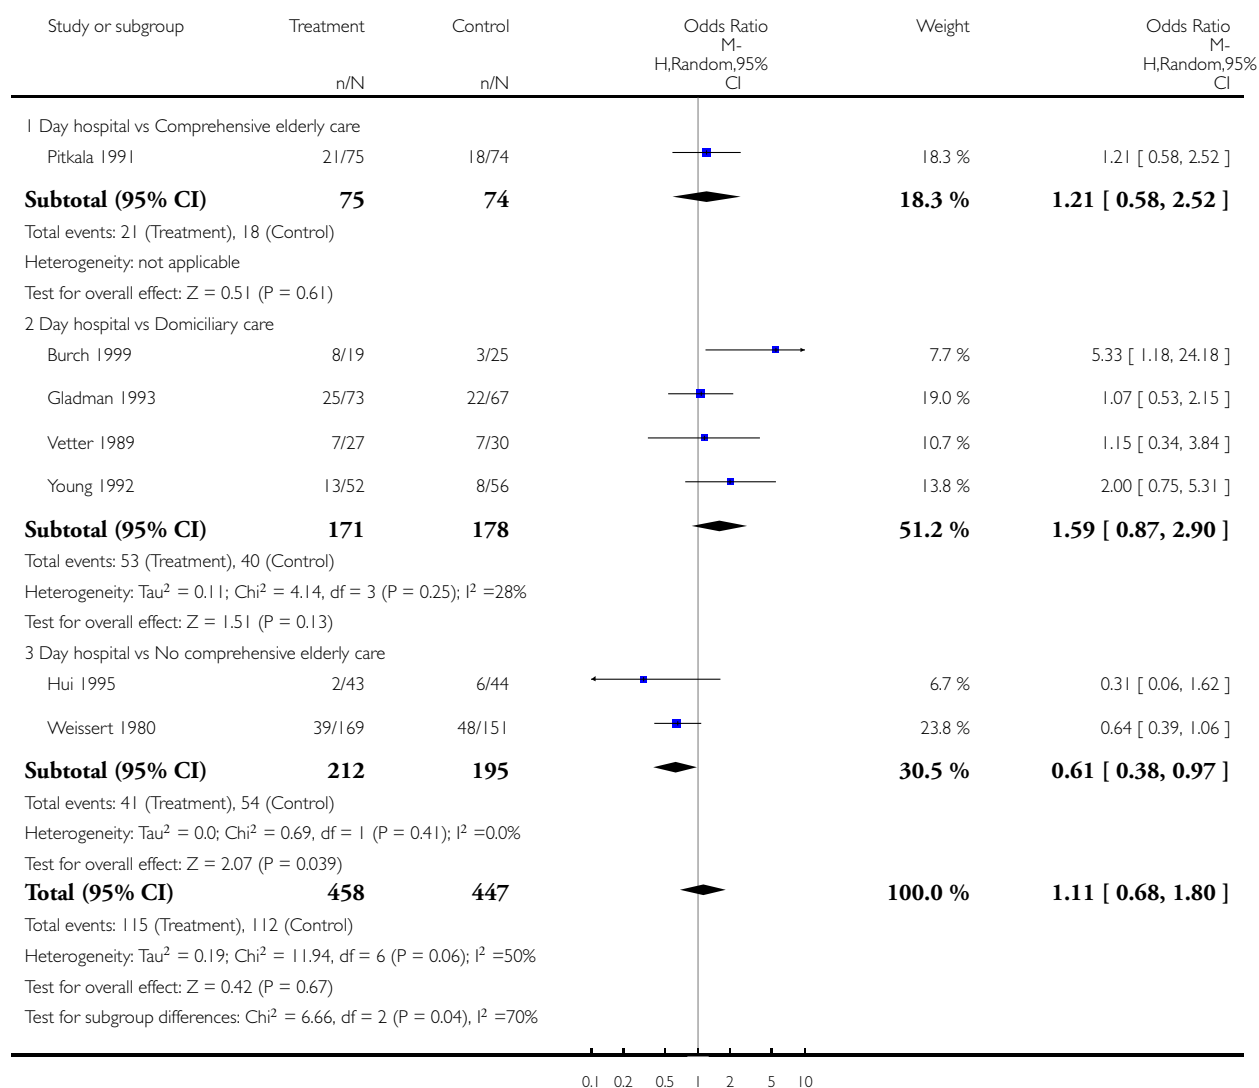 Study or subgroup Treatment Control Odds Ratio Weight Odds Ratio
M- M-
H,Random,95% H,Random,95%
n/N n/N CI CI
1 Day hospital vs Comprehensive elderly care
Pitkala 1991 21/75 18/74 18.3 % 1.21 [ 0.58, 2.52 ]
Subtotal (95% CI) 75 74 18.3 % 1.21 [ 0.58, 2.52 ]
Total events: 21 (Treatment), 18 (Control)
Heterogeneity: not applicable
Test for overall effect: Z = 0.51 (P = 0.61)
2 Day hospital vs Domiciliary care
Burch 1999 8/19 3/25 7.7 % 5.33 [ 1.18, 24.18 ]
Gladman 1993 25/73 22/67 19.0 % 1.07 [ 0.53, 2.15 ]
Vetter 1989 7/27 7/30 10.7 % 1.15 [ 0.34, 3.84 ]
Young 1992 13/52 8/56 13.8 % 2.00 [ 0.75, 5.31 ]
Subtotal (95% CI) 171 178 51.2 % 1.59 [ 0.87, 2.90 ]
Total events: 53 (Treatment), 40 (Control)
Heterogeneity: Tau² = 0.11; Chi² = 4.14, df = 3 (P = 0.25); I² =28%
Test for overall effect: Z = 1.51 (P = 0.13)
3 Day hospital vs No comprehensive elderly care
Hui 1995 2/43 6/44 6.7 % 0.31 [ 0.06, 1.62 ]
Weissert 1980 39/169 48/151 23.8 % 0.64 [ 0.39, 1.06 ]
Subtotal (95% CI) 212 195 30.5 % 0.61 [ 0.38, 0.97 ]
Total events: 41 (Treatment), 54 (Control)
Heterogeneity: Tau² = 0.0; Chi² = 0.69, df = 1 (P = 0.41); I² =0.0%
Test for overall effect: Z = 2.07 (P = 0.039)
Total (95% CI) 458 447 100.0 % 1.11 [ 0.68, 1.80 ]
Total events: 115 (Treatment), 112 (Control)
Heterogeneity: Tau² = 0.19; Chi² = 11.94, df = 6 (P = 0.06); I² =50%
Test for overall effect: Z = 0.42 (P = 0.67)
Test for subgroup differences: Chi² = 6.66, df = 2 (P = 0.04), I² =70%
0.1 0.2 0.5 1 2 5 10